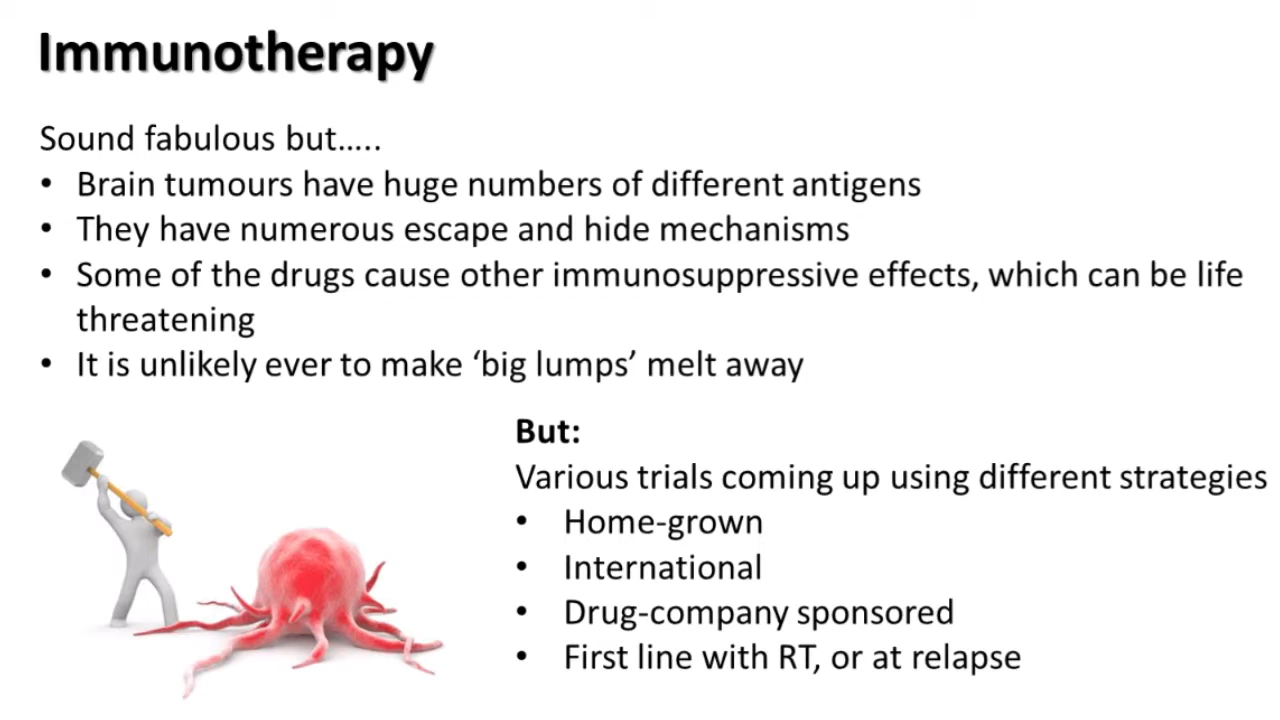 Immunotherapy
Sound fabulous but…..
• Brain tumours have huge numbers of different antigens
• They have numerous escape and hide mechanisms
• Some of the drugs cause other immunosuppressive effects, which can be life
threatening
• It is unlikely ever to make ‘big lumps’ melt away
But:
Various trials coming up using different strategies
• Home-grown
• International
• Drug-company sponsored
• First line with RT, or at relapse